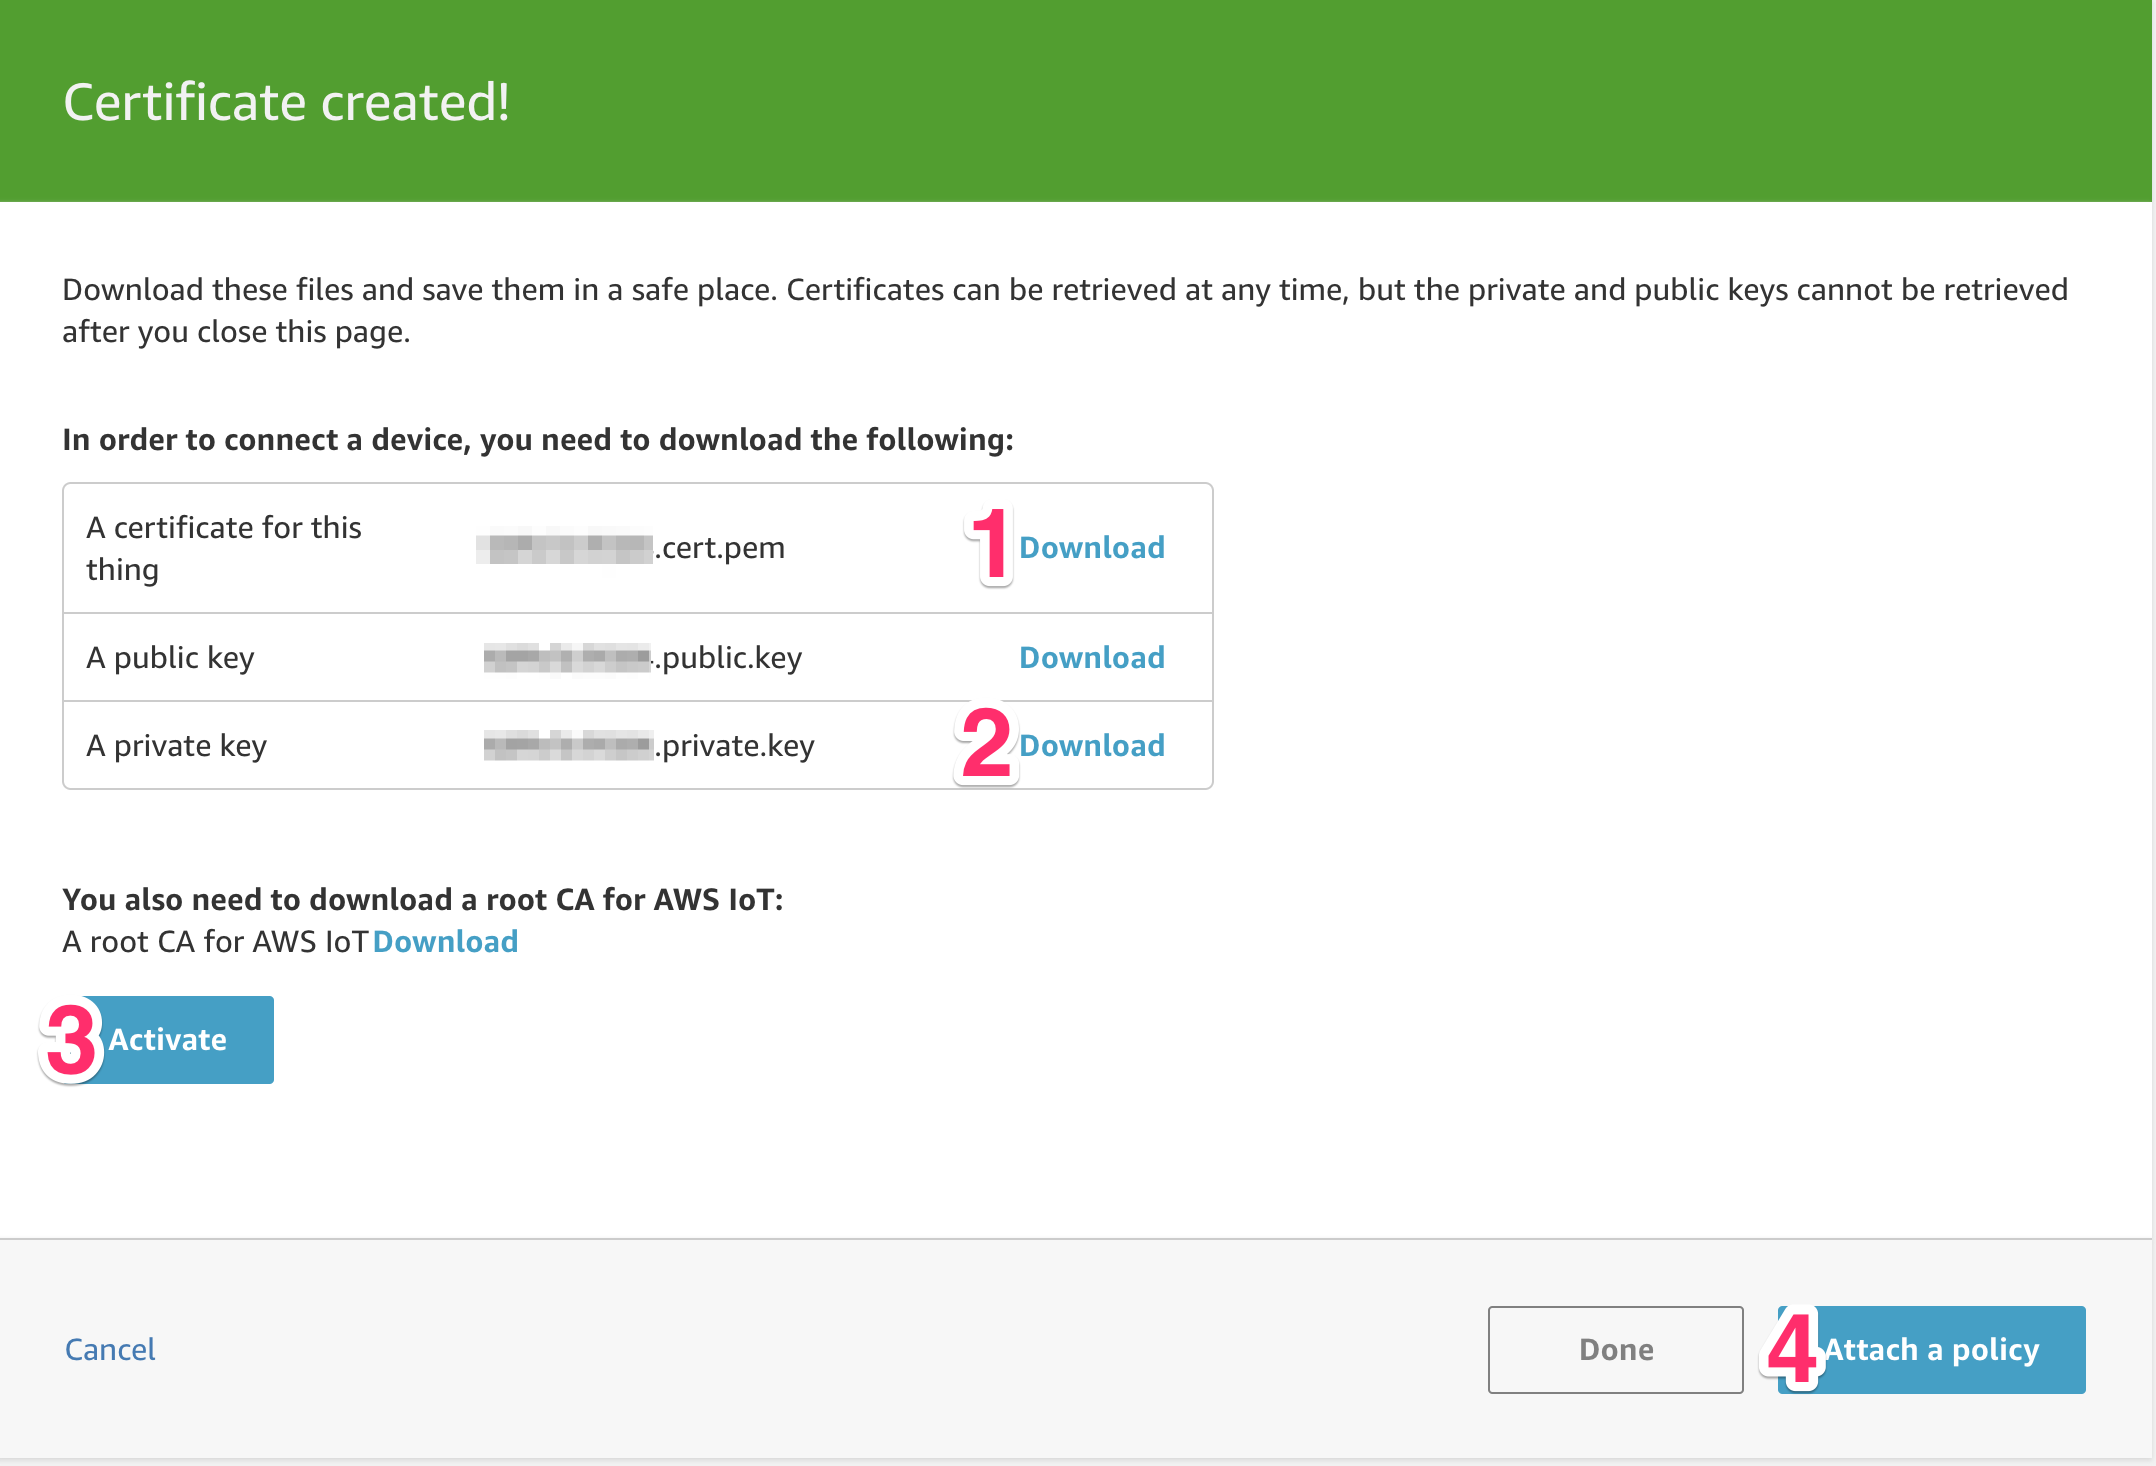 Certificate created!
Download these files and save them in a safe place. Certificates can be retrieved at any time, but the private and public keys cannot be retrieved
after you close this page.
In order to connect a device, you need to download the following:
A certificate for this
thing
.cert.pem
1
Download
A public key
.public.key
Download
A private key
.private.key
2
Download
You also need to download a root CA for AWS IoT:
A root CA for AWS IoT Download
3
Activate
Cancel
Done
4
Attach a policy